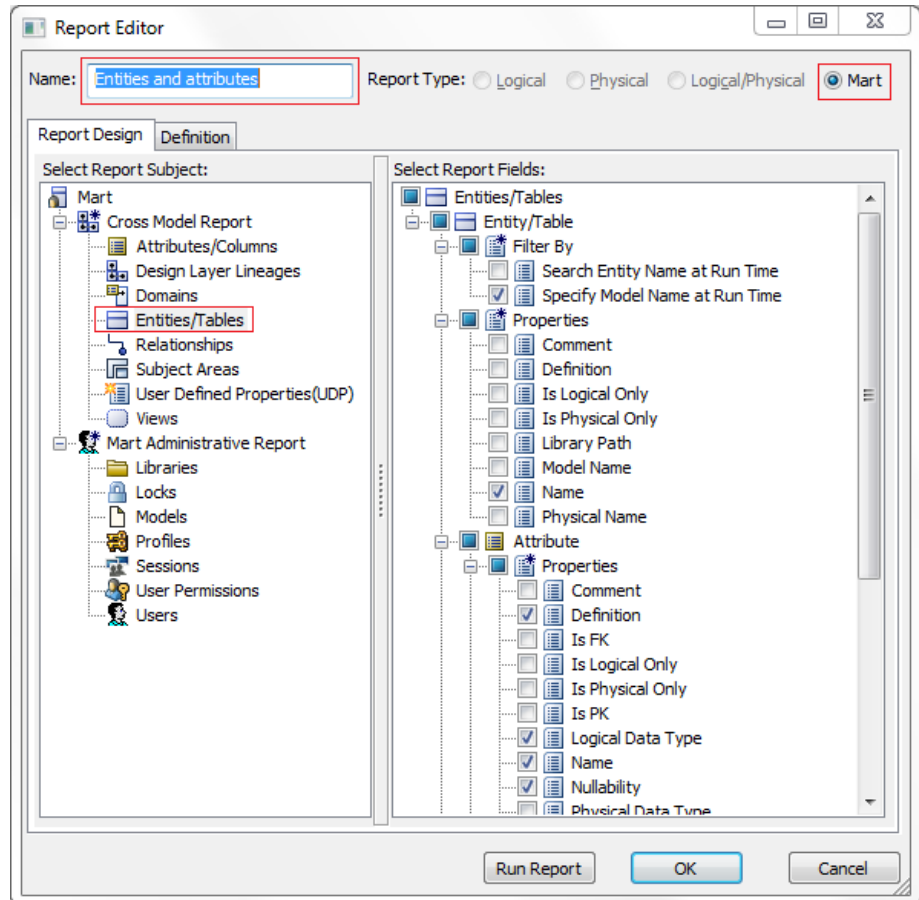 Report Editor
Name: Entities and attributes Report Type: Logical Physical Logical/Physical Mart
Report Design Definition
Select Report Subject:
Mart
Cross Model Report
Attributes/Columns
Design Layer Lineages
Domains
Entities/Tables
Relationships
Subject Areas
User Defined Properties(UDP)
Views
Mart Administrative Report
Libraries
Locks
Models
Profiles
Sessions
User Permissions
Users
Select Report Fields:
Entities/Tables
Entity/Table
Filter By
Search Entity Name at Run Time
Specify Model Name at Run Time
Properties
Comment
Definition
Is Logical Only
Is Physical Only
Library Path
Model Name
Name
Physical Name
Attribute
Properties
Comment
Definition
Is FK
Is Logical Only
Is Physical Only
Is PK
Logical Data Type
Name
Nullability
Physical Data Type
Run Report OK Cancel